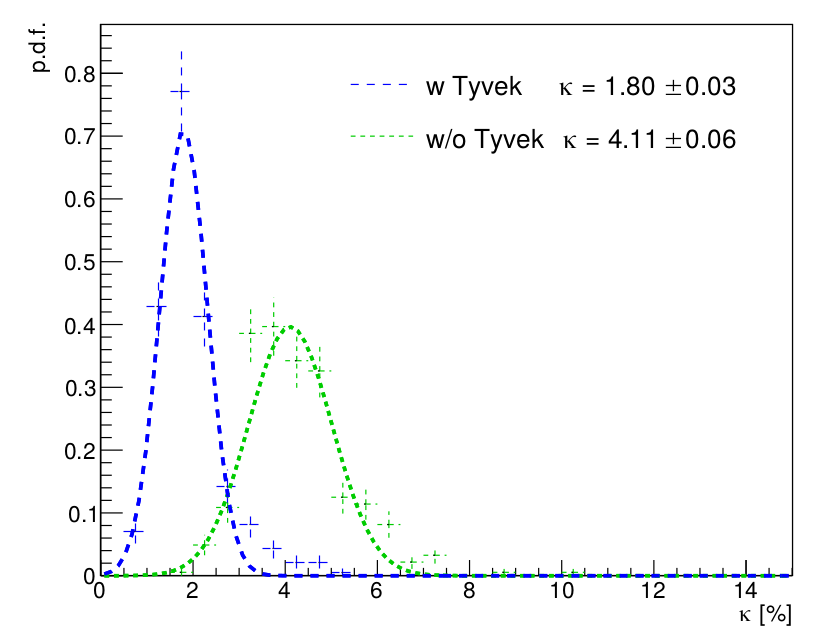 p.d.f.
w Tyvek κ = 1.80 ±0.03
w/o Tyvek κ = 4.11 ±0.06
0.8
0.7
0.6
0.5
0.4
0.3
0.2
0.1
0
0 2 4 6 8 10 12 14
κ [%]